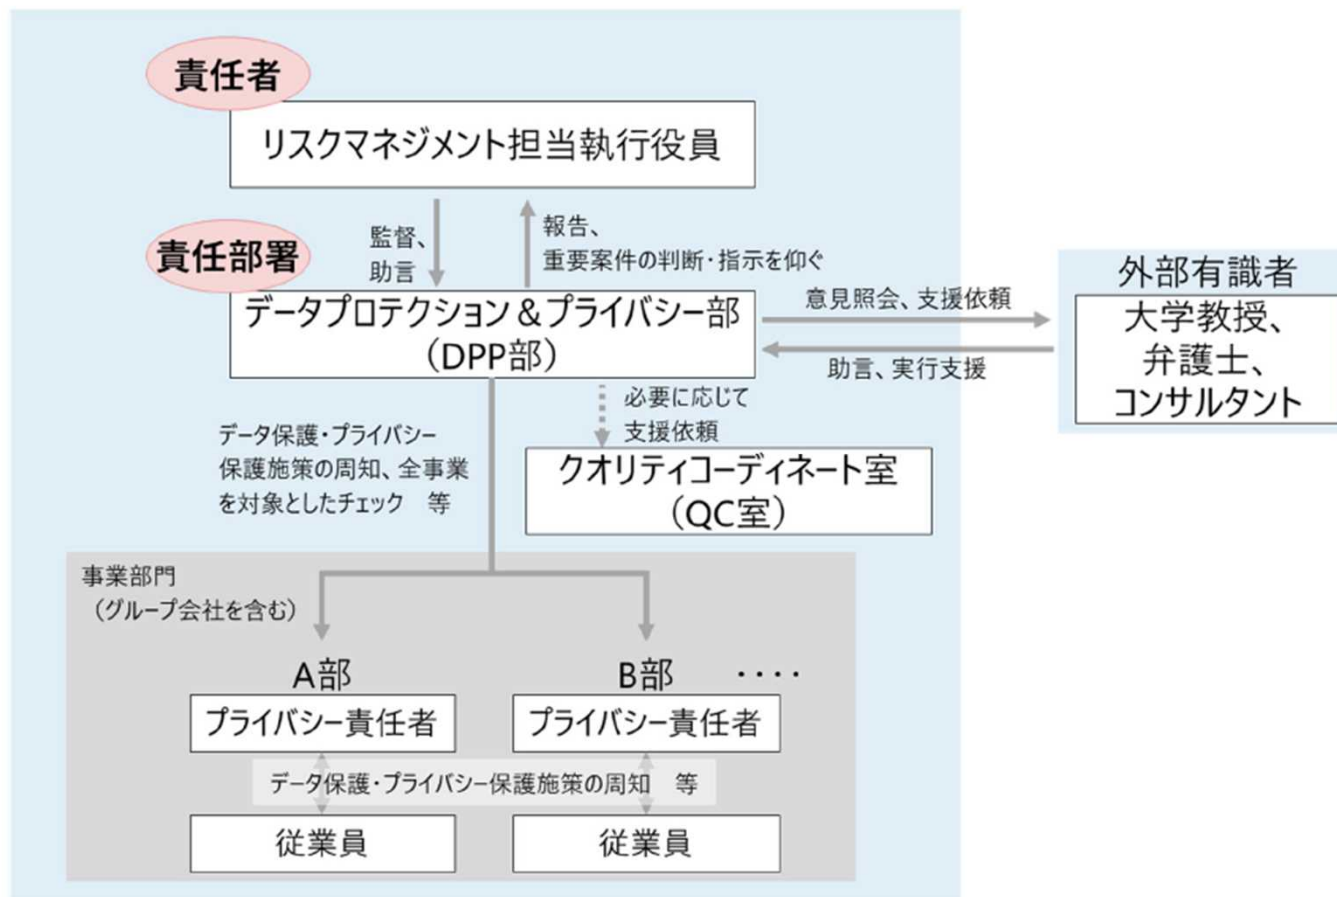 責任者
リスクマネジメント担当執行役員
監督、
助言
報告、
重要案件の判断・指示を仰ぐ
責任部署
データプロテクション&プライバシー部
（DPP部）
意見照会、支援依頼
助言、実行支援
外部有識者
大学教授、
弁護士、
コンサルタント
必要に応じて
支援依頼
クオリティコーディネート室
（QC室）
データ保護・プライバシー
保護施策の周知、全事業
を対象としたチェック　等
事業部門
（グループ会社を含む）
A部
B部
・・・・
プライバシー責任者
プライバシー責任者
データ保護・プライバシー保護施策の周知　等
従業員
従業員